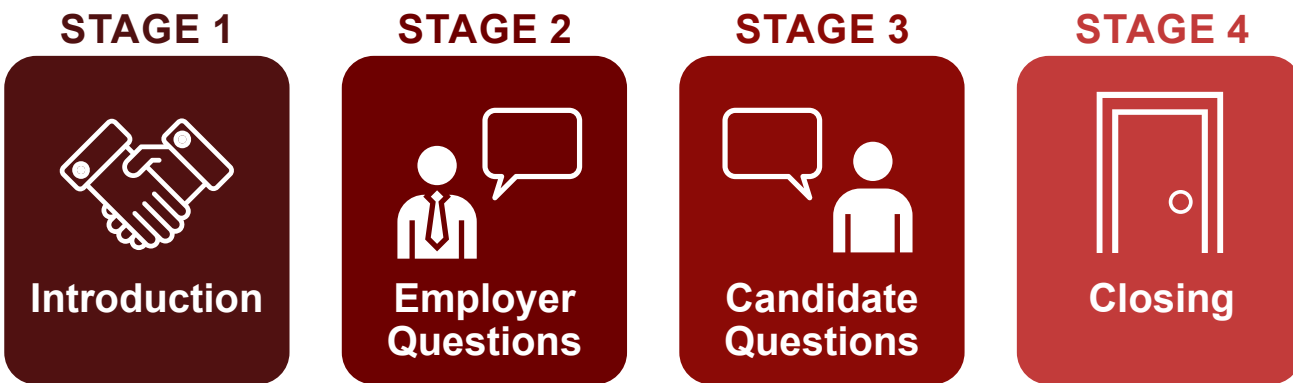 STAGE 1
STAGE 2
STAGE 3
STAGE 4
Introduction
Employer
Questions
Candidate
Questions
Closing